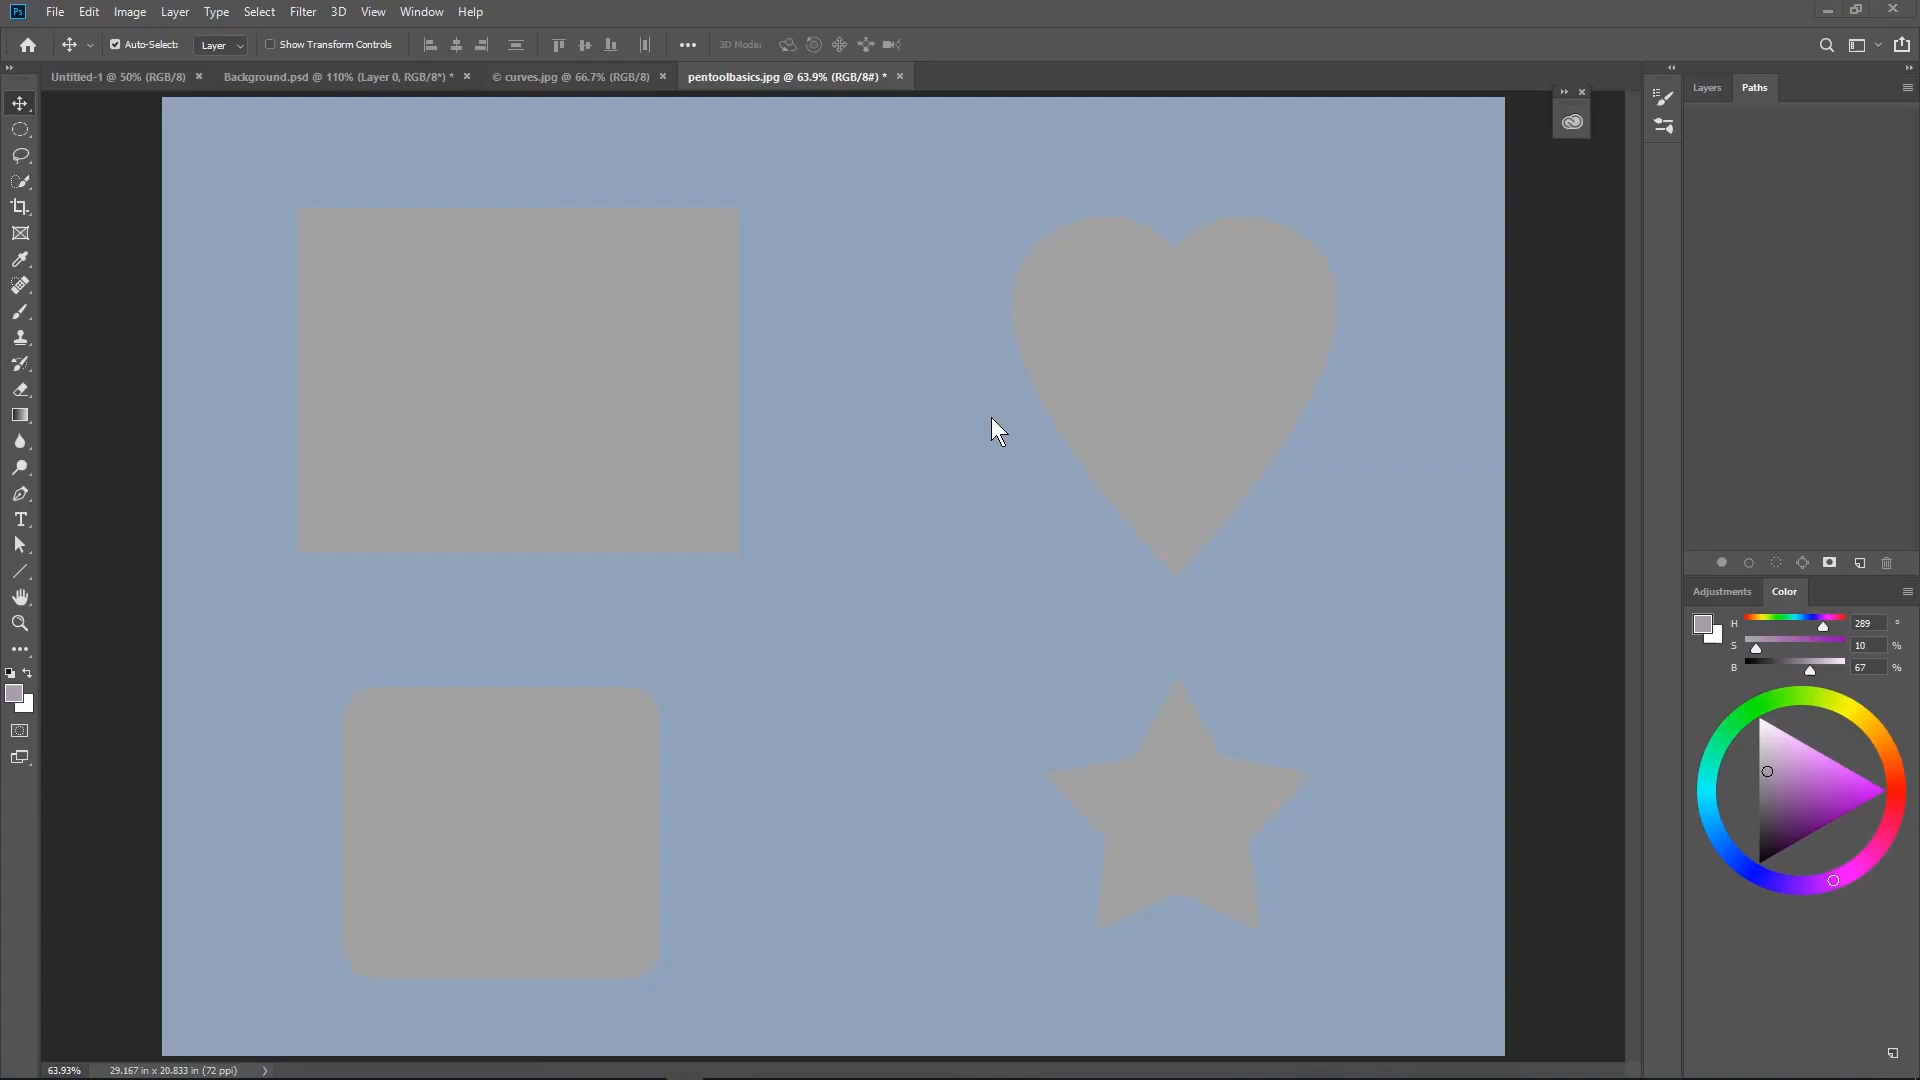 Ps File Edit Image Layer Type Select Filter 3D View Window Help
Auto-Select: Layer Show Transform Controls 3D Mode:
Untitled-1 @ 50% (RGB/8) Background.psd @ 110% (Layer 0, RGB/8*) * © curves.jpg @ 66.7% (RGB/8) pentoolbasics.jpg @ 63.9% (RGB/8#) *
Layers Paths
Adjustments Color
H 289 °
S 10 %
B 67 %
63.93% 29.167 in x 20.833 in (72 ppi)